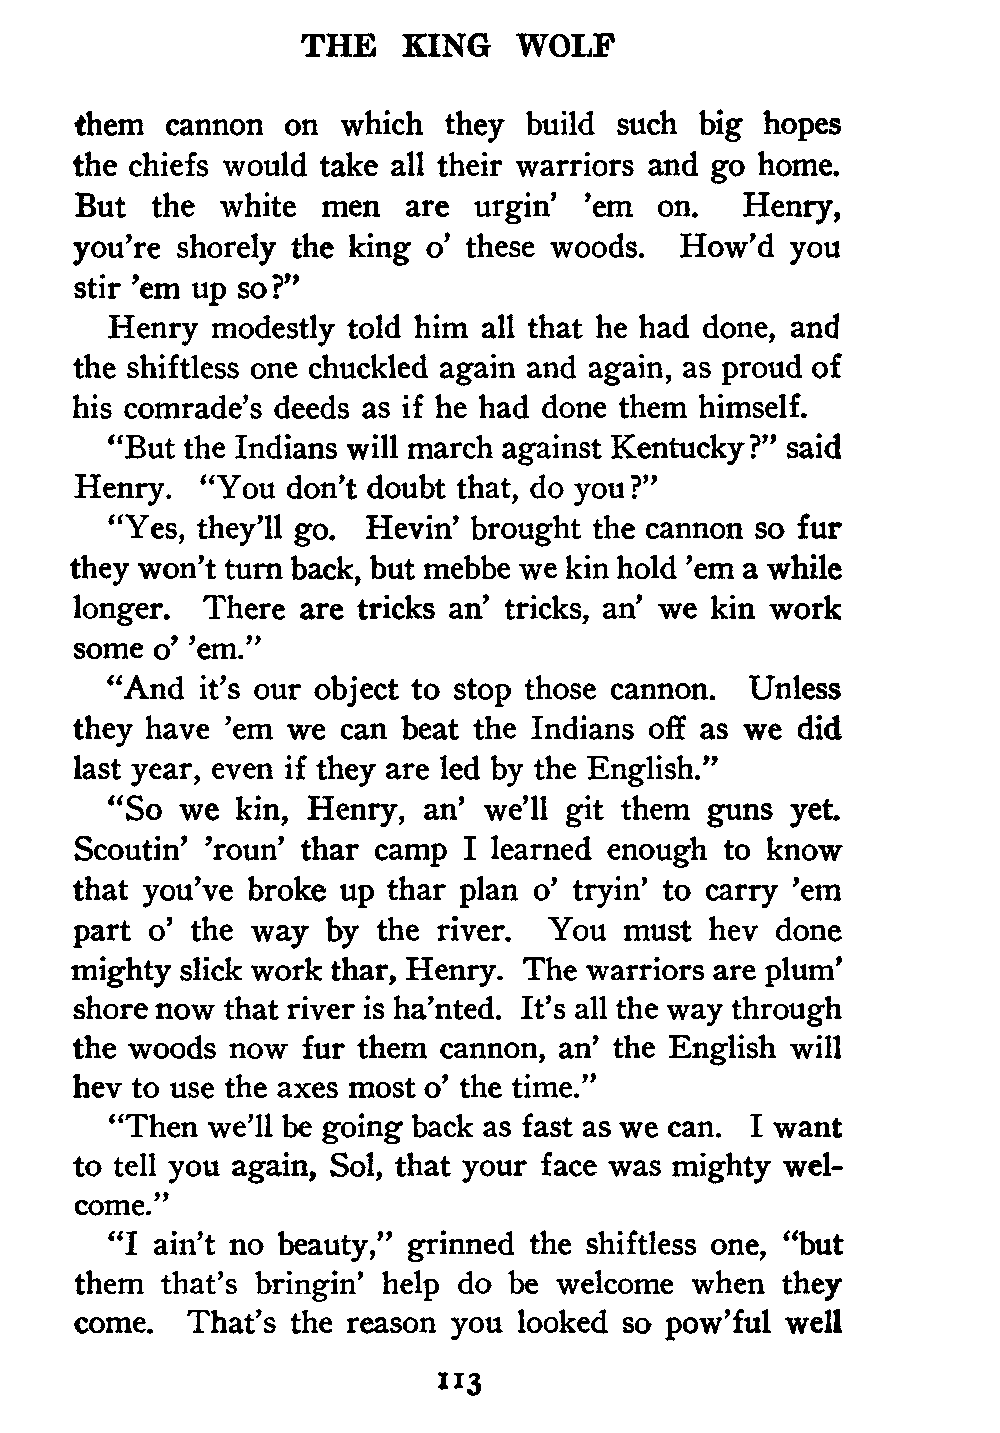 THE KING WOLF
them cannon on which they build such big hopes
the chiefs would take all their warriors and go home.
But the white men are urgin' 'em on. Henry,
you're shorely the king o' these woods. How'd you
stir 'em up so?"
Henry modestly told him all that he had done, and
the shiftless one chuckled again and again, as proud of
his comrade's deeds as if he had done them himself.
"But the Indians will march against Kentucky?" said
Henry. "You don't doubt that, do you?"
"Yes, they'll go. Hevin' brought the cannon so fur
they won't turn back, but mebbe we kin hold 'em a while
longer. There are tricks an' tricks, an' we kin work
some o' 'em."
"And it's our object to stop those cannon. Unless
they have 'em we can beat the Indians off as we did
last year, even if they are led by the English."
"So we kin, Henry, an' we'll git them guns yet.
Scoutin' 'roun' thar camp I learned enough to know
that you've broke up thar plan o' tryin' to carry 'em
part o' the way by the river. You must hev done
mighty slick work thar, Henry. The warriors are plum'
shore now that river is ha'nted. It's all the way through
the woods now fur them cannon, an' the English will
hev to use the axes most o' the time."
"Then we'll be going back as fast as we can. I want
to tell you again, Sol, that your face was mighty wel-
come."
"I ain't no beauty," grinned the shiftless one, "but
them that's bringin' help do be welcome when they
come. That's the reason you looked so pow'ful well
113